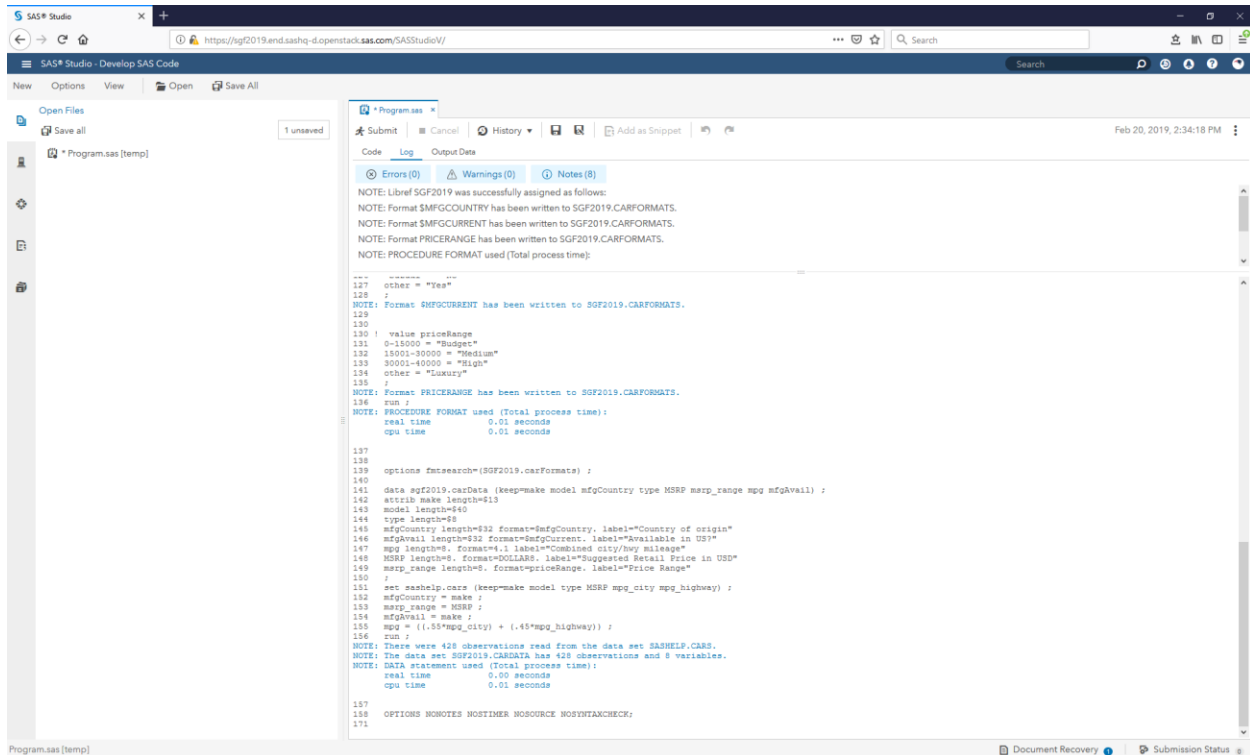 SAS® Studio
https://sgf2019.end.sashq-d.openstack.sas.com/SASStudioV/
Search
SAS® Studio - Develop SAS Code
Search
New Options View Open Save All
Open Files
Save all
1 unsaved
* Program.sas [temp]
* Program.sas
Submit Cancel History Add as Snippet
Feb 20, 2019, 2:34:18 PM
Code Log Output Data
Errors (0) Warnings (0) Notes (8)
NOTE: Libref SGF2019 was successfully assigned as follows:
NOTE: Format $MFGCOUNTRY has been written to SGF2019.CARFORMATS.
NOTE: Format $MFGCURRENT has been written to SGF2019.CARFORMATS.
NOTE: Format PRICERANGE has been written to SGF2019.CARFORMATS.
NOTE: PROCEDURE FORMAT used (Total process time):
127 other = "Yes"
128 ;
NOTE: Format $MFGCURRENT has been written to SGF2019.CARFORMATS.
129
130
130 ! value priceRange
131 0-15000 = "Budget"
132 15001-30000 = "Medium"
133 30001-40000 = "High"
134 other = "Luxury"
135 ;
NOTE: Format PRICERANGE has been written to SGF2019.CARFORMATS.
136 run ;
NOTE: PROCEDURE FORMAT used (Total process time):
real time 0.01 seconds
cpu time 0.01 seconds
137
138
139 options fmtsearch=(SGF2019.carFormats) ;
140
141 data sgf2019.carData (keep=make model mfgCountry type MSRP msrp_range mpg mfgAvail) ;
142 attrib make length=$13
143 model length=$40
144 type length=$8
145 mfgCountry length=$32 format=$mfgCountry. label="Country of origin"
146 mfgAvail length=$32 format=$mfgCurrent. label="Available in US?"
147 mpg length=8. format=4.1 label="Combined city/hwy mileage"
148 MSRP length=8. format=DOLLAR8. label="Suggested Retail Price in USD"
149 msrp_range length=8. format=priceRange. label="Price Range"
150 ;
151 set sashelp.cars (keep=make model type MSRP mpg_city mpg_highway) ;
152 mfgCountry = make ;
153 msrp_range = MSRP ;
154 mfgAvail = make ;
155 mpg = ((.55*mpg_city) + (.45*mpg_highway)) ;
156 run ;
NOTE: There were 428 observations read from the data set SASHELP.CARS.
NOTE: The data set SGF2019.CARDATA has 428 observations and 8 variables.
NOTE: DATA statement used (Total process time):
real time 0.00 seconds
cpu time 0.01 seconds
157
158 OPTIONS NONOTES NOSTIMER NOSOURCE NOSYNTAXCHECK;
171
Program.sas [temp]
Document Recovery 1 Submission Status